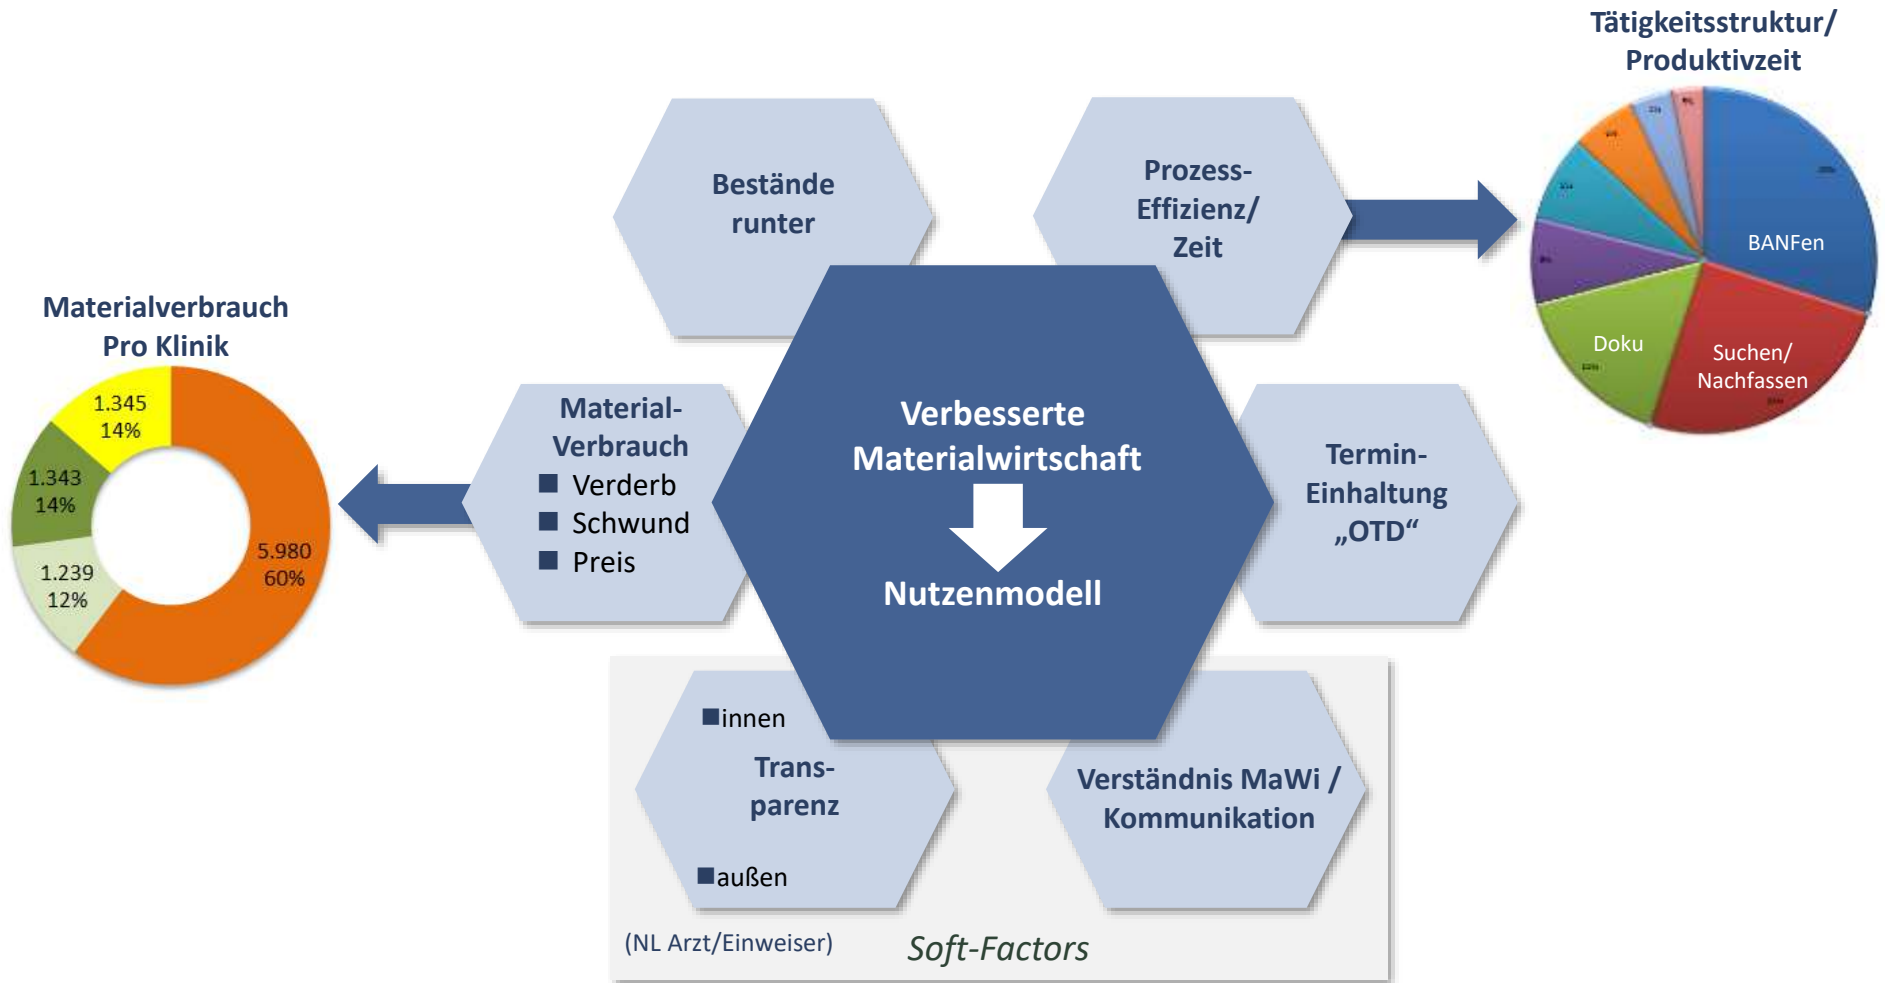 Tätigkeitsstruktur/
Produktivzeit
BANFen
Suchen/
Nachfassen
Doku
Bestände
runter
Prozess-
Effizienz/
Zeit
Materialverbrauch
Pro Klinik
1.345
14%
1.343
14%
1.239
12%
5.980
60%
Material-
Verbrauch
■ Verderb
■ Schwund
■ Preis
Verbesserte
Materialwirtschaft
Nutzenmodell
Termin-
Einhaltung
„OTD“
■innen
Trans-
parenz
■außen
(NL Arzt/Einweiser)
Verständnis MaWi /
Kommunikation
Soft-Factors